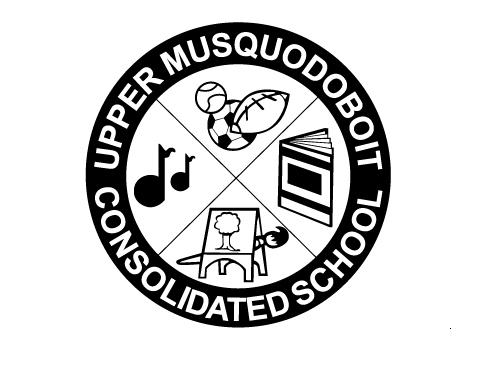 UPPER MUSQUODOBOIT
CONSOLIDATED SCHOOL